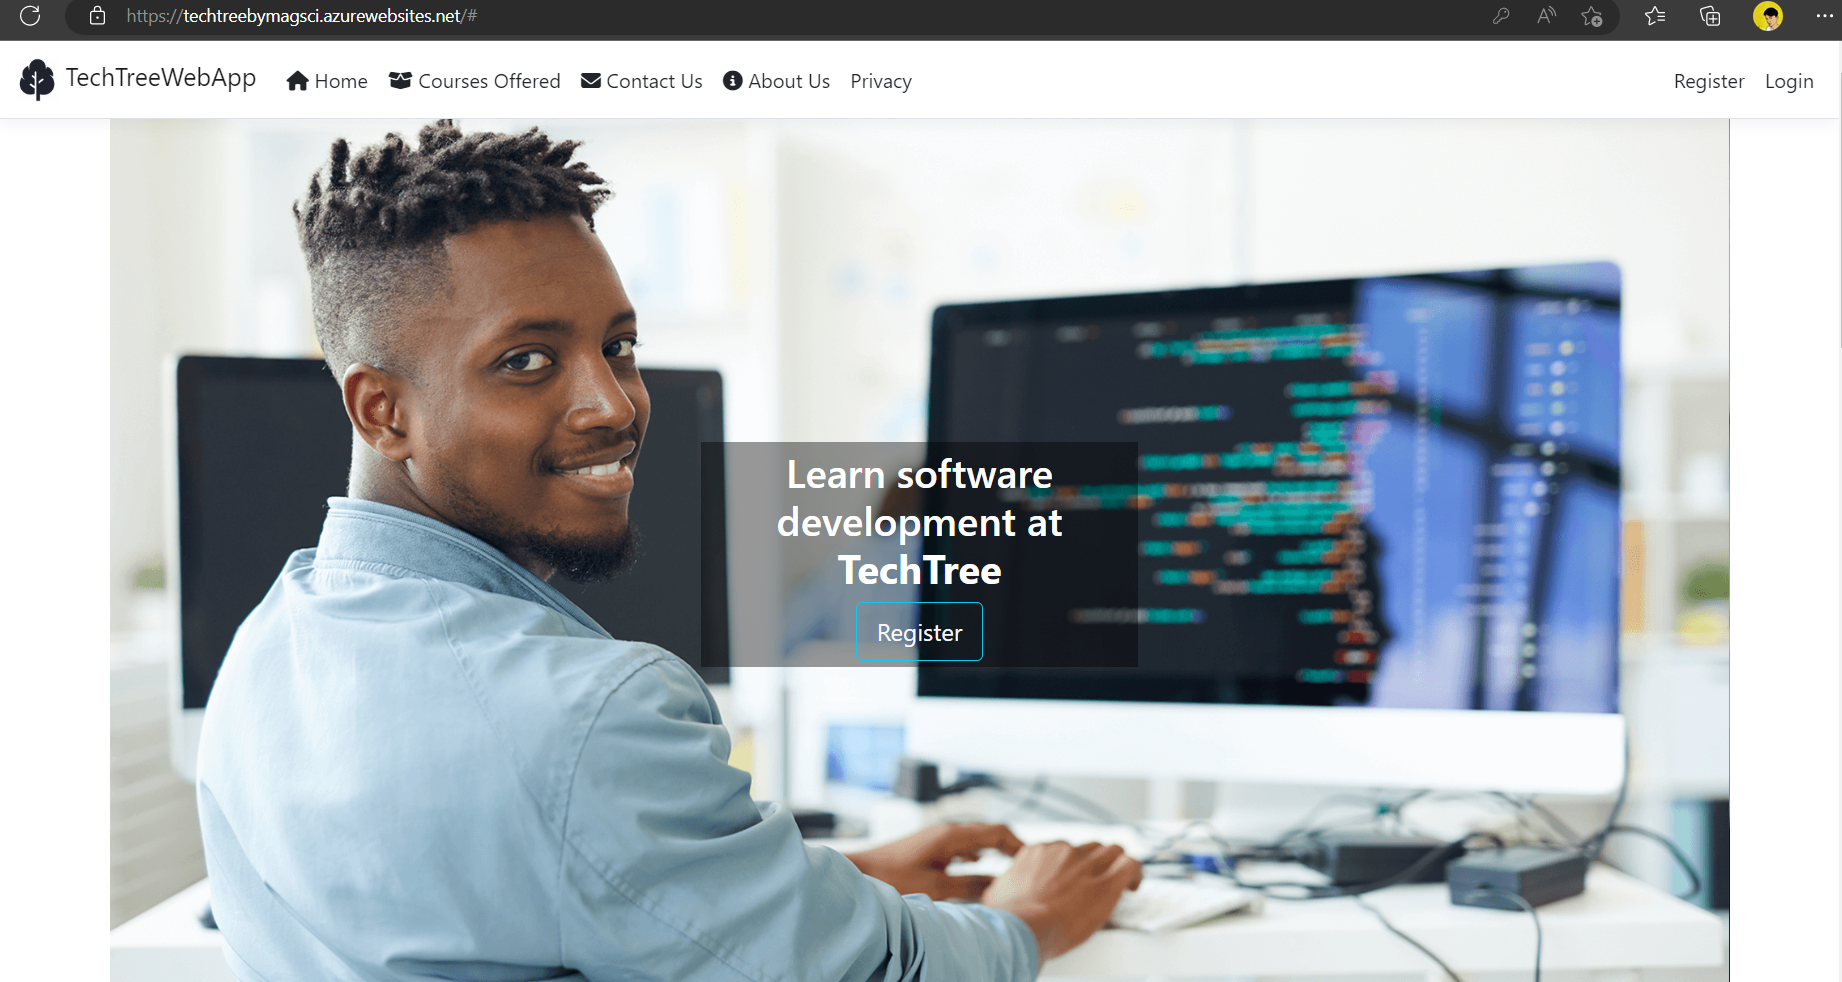 https://techtreebymagsci.azurewebsites.net/#
TechTreeWebApp Home Courses Offered Contact Us About Us Privacy Register Login
Learn software
development at
TechTree
Register